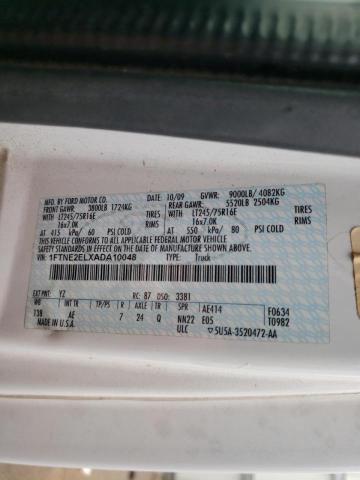 MFD. BY FORD MOTOR CO. 10/09 GVWR: 9000LB/ 4082KG
FRONT GAWR: 3800LB 1724KG REAR GAWR: 5520LB 2504KG
LT245/75R16E TIRES WITH LT245/75R16E TIRES
16x7.0K RIMS 16x7.0K RIMS
AT 415 kPa/ 60 PSI COLD AT 550 kPa/ 80 PSI COLD
THIS VEHICLE CONFORMS TO ALL APPLICABLE FEDERAL MOTOR VEHICLE
SAFETY STANDARDS IN EFFECT ON THE DATE OF MANUFACTURE SHOWN ABOVE.
VIN: 1FTNE2ELXADA10048 TYPE: Truck
EXT PNT: YZ RC: 87 DSO: 3381
WB INT TR TP/PS R AXLE TR SPR AE414 F0634
138 AE 7 24 Q NN22 E05 T0982
ULC 5U5A-3520472-AA